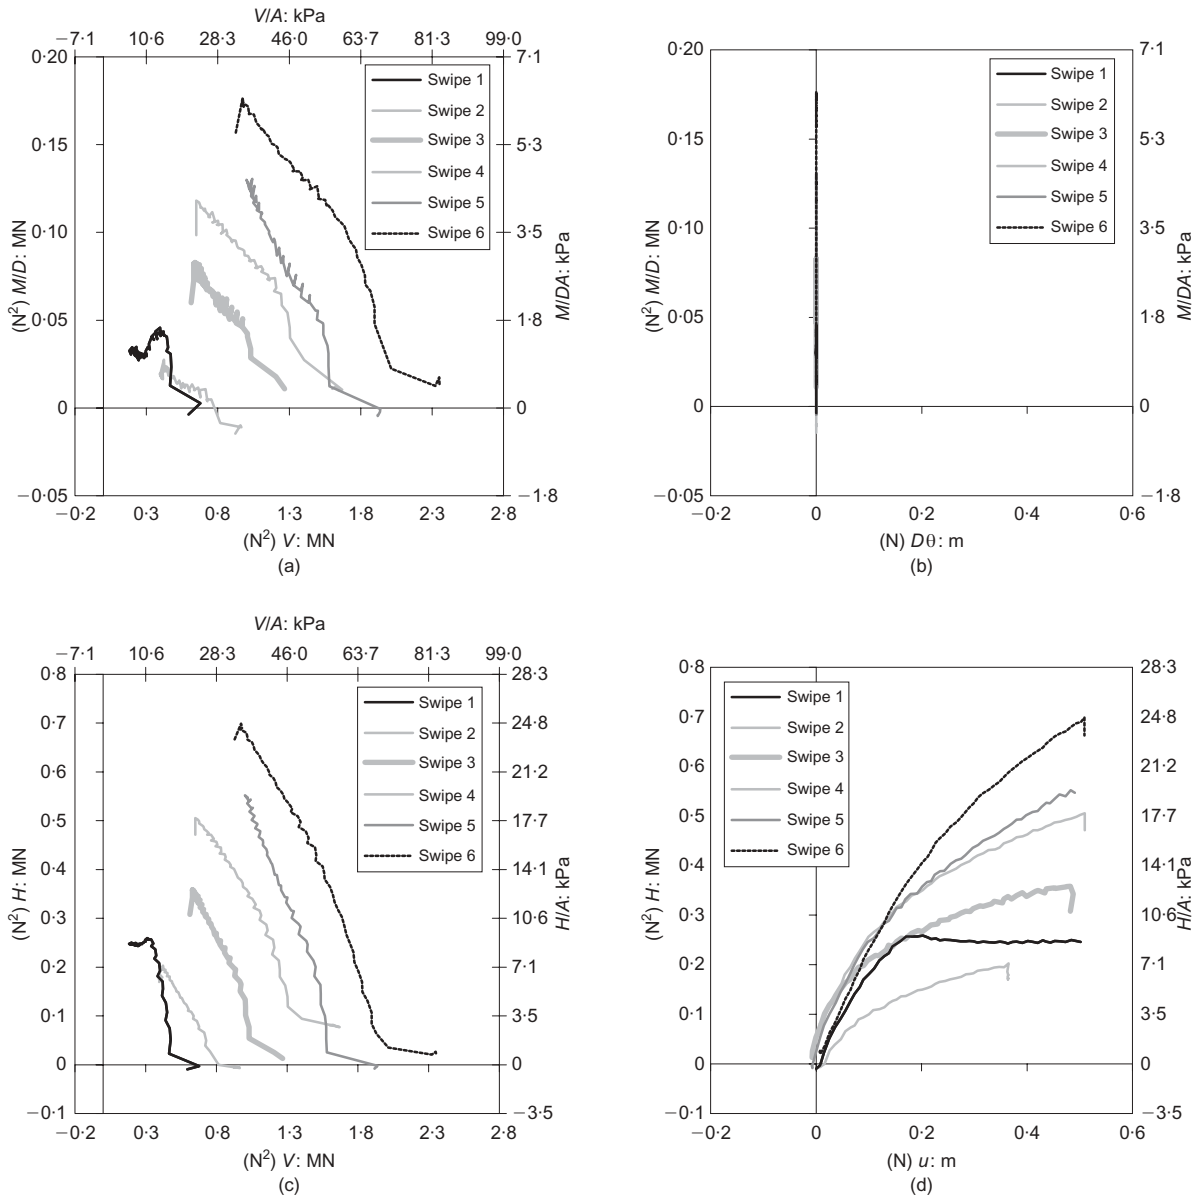 V/A: kPa
−7·1 10·6 28·3 46·0 63·7 81·3 99·0
0·20 7·1
Swipe 1
Swipe 2
Swipe 3
Swipe 4
Swipe 5
Swipe 6
0·15 5·3
0·10 3·5
0·05 1·8
0 0
−0·05 −1·8
(N²) M/D: MN
M/DA: kPa
−0·2 0·3 0·8 1·3 1·8 2·3 2·8
(N²) V: MN
(a)
0·20 7·1
Swipe 1
Swipe 2
Swipe 3
Swipe 4
Swipe 5
Swipe 6
0·15 5·3
0·10 3·5
0·05 1·8
0 0
−0·05 −1·8
(N²) M/D: MN
M/DA: kPa
−0·2 0 0·2 0·4 0·6
(N) Dθ: m
(b)
V/A: kPa
−7·1 10·6 28·3 46·0 63·7 81·3 99·0
0·8 28·3
Swipe 1
Swipe 2
Swipe 3
Swipe 4
Swipe 5
Swipe 6
0·7 24·8
0·6 21·2
0·5 17·7
0·4 14·1
0·3 10·6
0·2 7·1
0·1 3·5
0 0
−0·1 −3·5
(N²) H: MN
H/A: kPa
−0·2 0·3 0·8 1·3 1·8 2·3 2·8
(N²) V: MN
(c)
0·8 28·3
Swipe 1
Swipe 2
Swipe 3
Swipe 4
Swipe 5
Swipe 6
0·7 24·8
0·6 21·2
0·5 17·7
0·4 14·1
0·3 10·6
0·2 7·1
0·1 3·5
0 0
−0·1 −3·5
(N²) H: MN
H/A: kPa
−0·2 0 0·2 0·4 0·6
(N) u: m
(d)